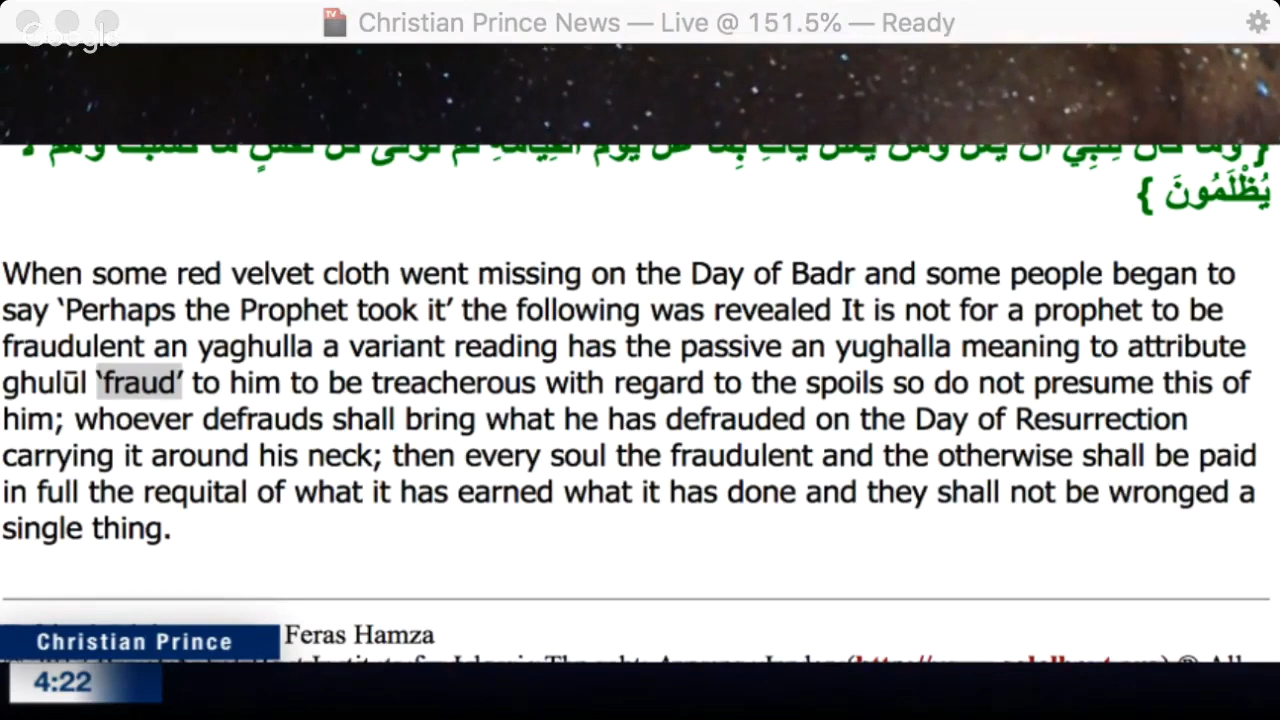 Christian Prince News — Live @ 151.5% — Ready
Google
يُظْلَمُونَ }
When some red velvet cloth went missing on the Day of Badr and some people began to
say ‘Perhaps the Prophet took it’ the following was revealed It is not for a prophet to be
fraudulent an yaghulla a variant reading has the passive an yughalla meaning to attribute
ghulūl ‘fraud’ to him to be treacherous with regard to the spoils so do not presume this of
him; whoever defrauds shall bring what he has defrauded on the Day of Resurrection
carrying it around his neck; then every soul the fraudulent and the otherwise shall be paid
in full the requital of what it has earned what it has done and they shall not be wronged a
single thing.
Feras Hamza
Christian Prince
4:22